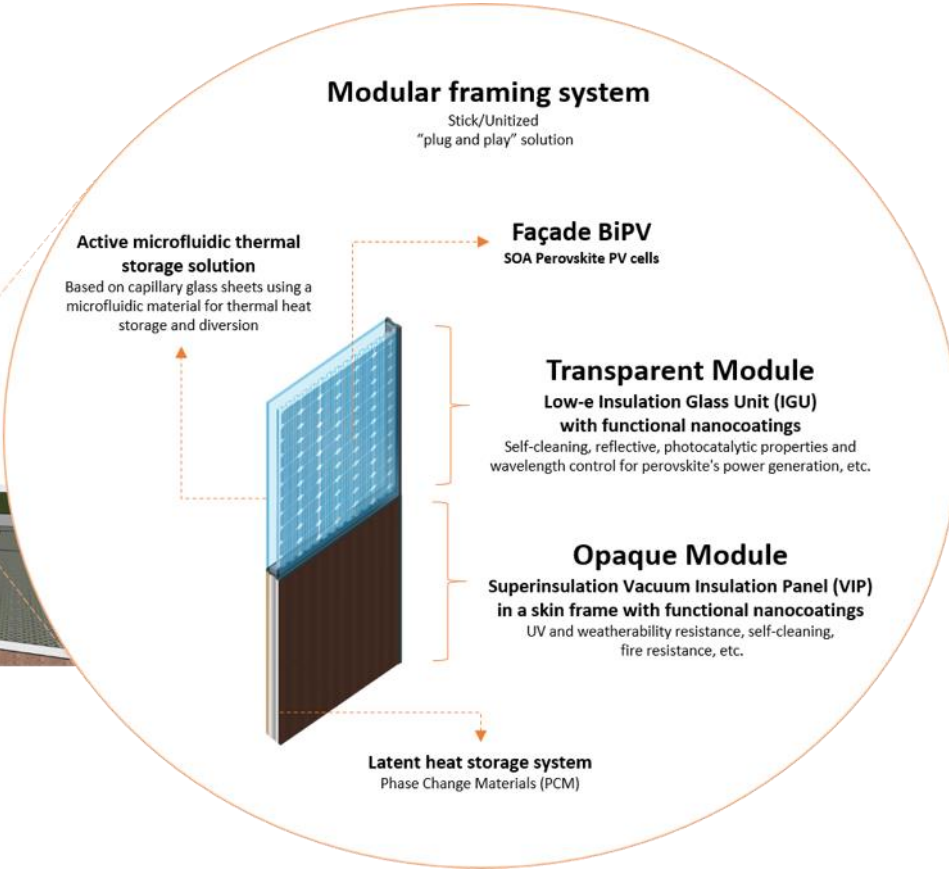 Modular framing system
Stick/Unitized
“plug and play” solution
Active microfluidic thermal
storage solution
Based on capillary glass sheets using a
microfluidic material for thermal heat
storage and diversion
Façade BiPV
SOA Perovskite PV cells
Transparent Module
Low-e Insulation Glass Unit (IGU)
with functional nanocoatings
Self-cleaning, reflective, photocatalytic properties and
wavelength control for perovskite's power generation, etc.
Opaque Module
Superinsulation Vacuum Insulation Panel (VIP)
in a skin frame with functional nanocoatings
UV and weatherability resistance, self-cleaning,
fire resistance, etc.
Latent heat storage system
Phase Change Materials (PCM)